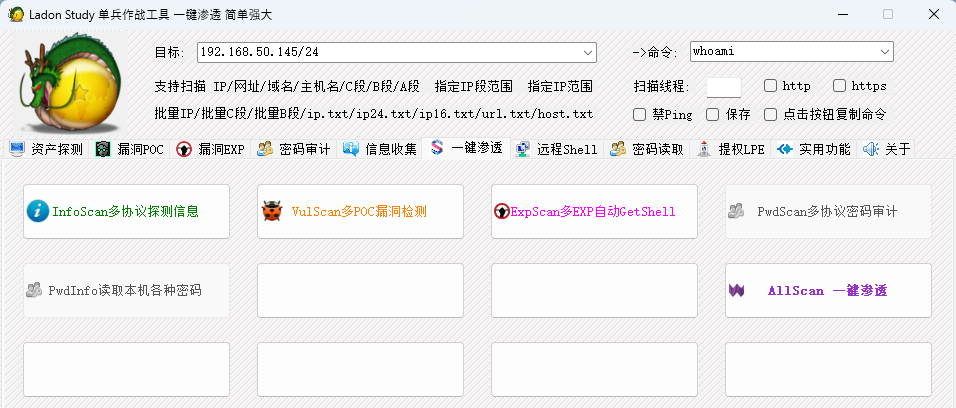 Ladon Study 单兵作战工具 一键渗透 简单强大
目标: 192.168.50.145/24 ->命令: whoami
支持扫描 IP/网址/域名/主机名/C段/B段/A段 指定IP段范围 指定IP范围 扫描线程: http https
批量IP/批量C段/批量B段/ip.txt/ip24.txt/ip16.txt/url.txt/host.txt 禁Ping 保存 点击按钮复制命令
资产探测 漏洞POC 漏洞EXP 密码审计 信息收集 一键渗透 远程Shell 密码读取 提权LPE 实用功能 关于
InfoScan多协议探测信息 VulScan多POC漏洞检测 ExpScan多EXP自动GetShell PwdScan多协议密码审计
PwdInfo读取本机各种密码 AllScan 一键渗透